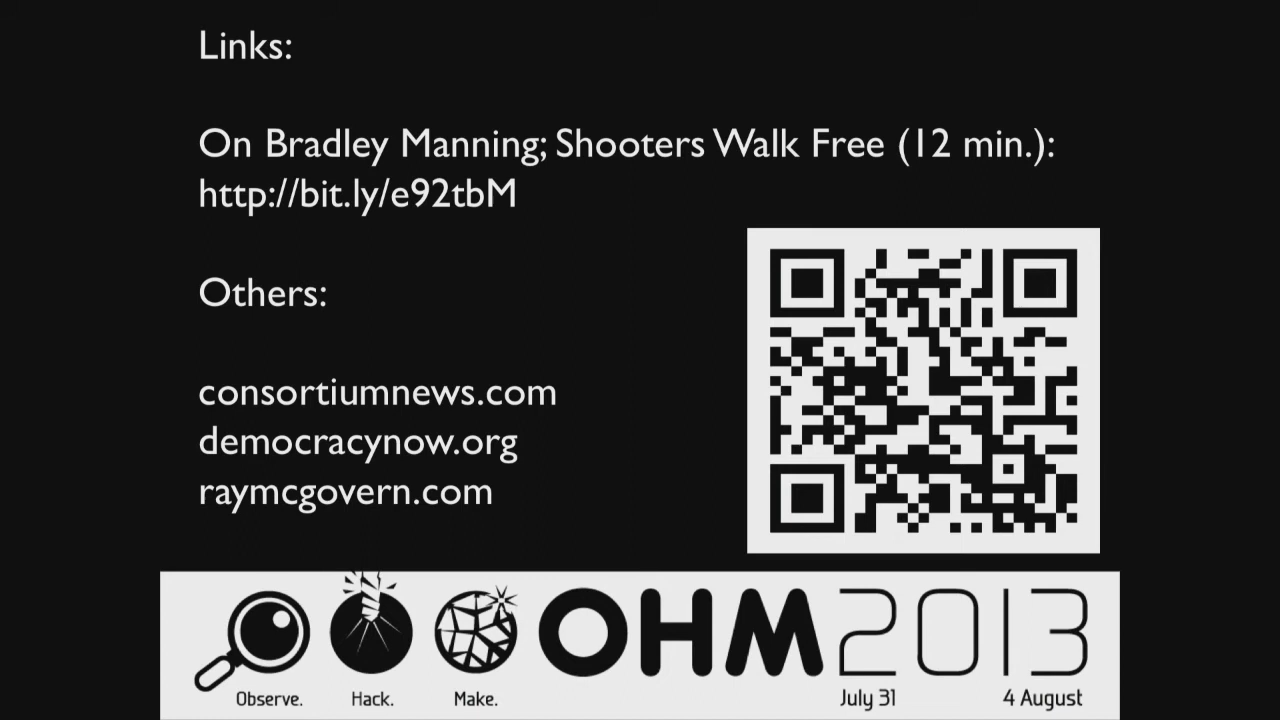 Links:
On Bradley Manning; Shooters Walk Free (12 min.):
http://bit.ly/e92tbM
Others:
consortiumnews.com
democracynow.org
raymcgovern.com
OHM2013
Observe. Hack. Make. July 31 4 August